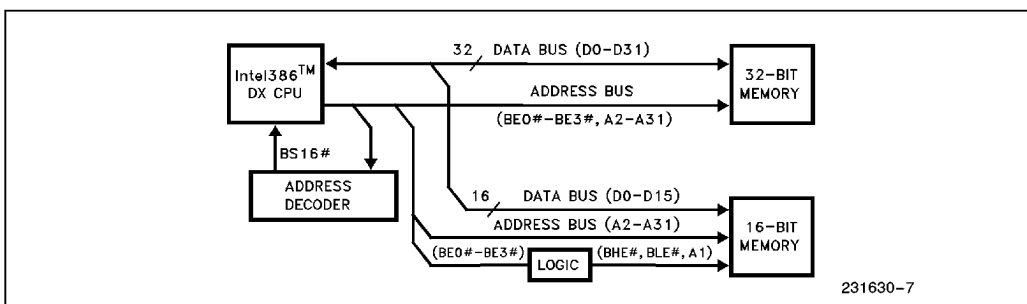 32 DATA BUS (D0-D31)
Intel386™
DX CPU
32-BIT
MEMORY
ADDRESS BUS
(BE0#-BE3#, A2-A31)
BS16#
ADDRESS
DECODER
16 DATA BUS (D0-D15)
ADDRESS BUS (A2-A31)
16-BIT
MEMORY
(BE0#-BE3#)
LOGIC
(BHE#, BLE#, A1)
231630-7